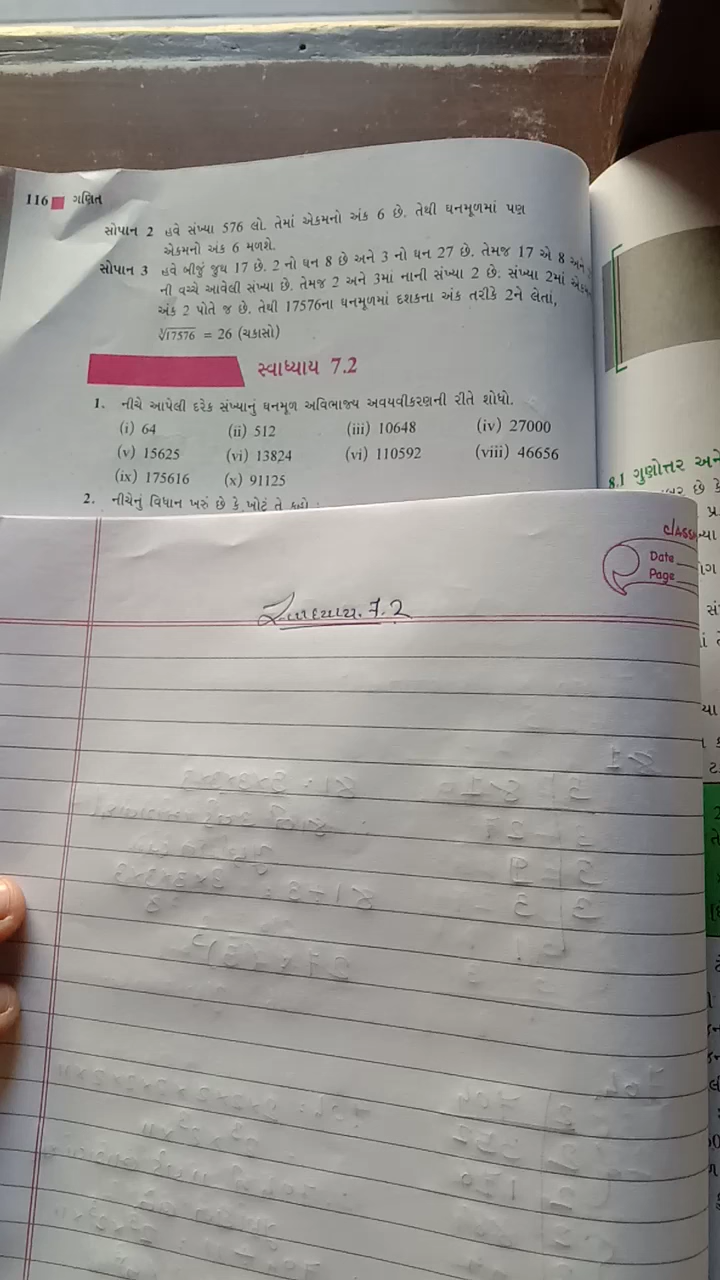 116 ગણિત
સોપાન 2 હવે સંખ્યા 576 લો. તેમાં એકમનો અંક 6 છે. તેથી ઘનમૂળમાં પણ
એકમનો અંક 6 મળશે.
સોપાન 3 હવે બીજું જુથ 17 છે. 2 નો ઘન 8 છે અને 3 નો ઘન 27 છે. તેમજ 17 એ 8 અને
ની વચ્ચે આવેલી સંખ્યા છે. તેમજ 2 અને 3માં નાની સંખ્યા 2 છે. સંખ્યા 2માં
અંક 2 પોતે જ છે. તેથી 17576ના ઘનમૂળમાં દશકના અંક તરીકે 2ને લેતાં,
∛17576 = 26 (ચકાસો)
સ્વાધ્યાય 7.2
1. નીચે આપેલી દરેક સંખ્યાનું ઘનમૂળ અવિભાજ્ય અવયવીકરણની રીતે શોધો.
(i) 64 (ii) 512 (iii) 10648 (iv) 27000
(v) 15625 (vi) 13824 (vi) 110592 (viii) 46656
(ix) 175616 (x) 91125
2. નીચેનું વિધાન ખરું છે કે ખોટું તે કહો :
8.1 ગુણોત્તર અને
છે કે
CLASS
Date
Page
સ્વાધ્યાય. 7.2